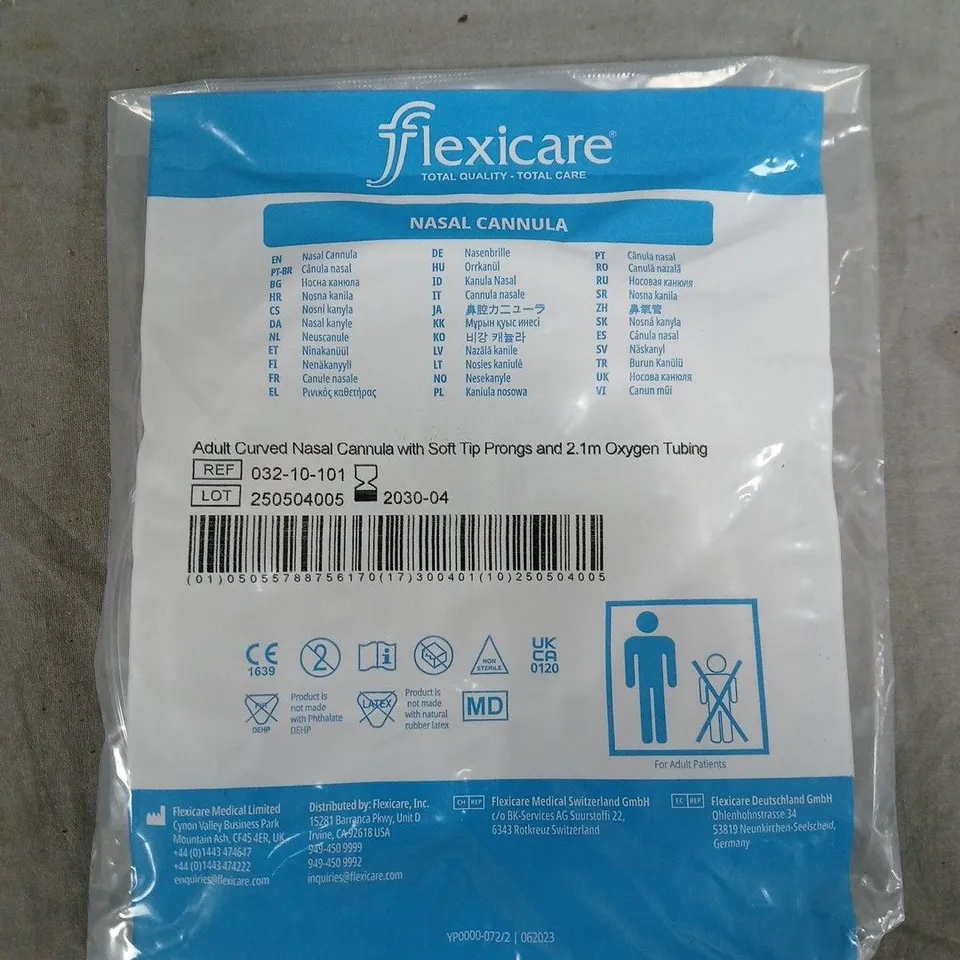 flexicare®
TOTAL QUALITY - TOTAL CARE
NASAL CANNULA
EN Nasal Cannula
PT-BR Cânula nasal
BG Носна канюла
HR Nosna kanila
CS Nosní kanyla
DA Nasal kanyle
NL Neuscanule
ET Ninakanüül
FI Nenäkanyyli
FR Canule nasale
EL Ρινικός καθετήρας
DE Nasenbrille
HU Orrkanül
ID Kanula Nasal
IT Cannula nasale
JA 鼻腔カニューラ
KK Мұрын қуыс инесі
KO 비강 캐뉼라
LV Nazālā kanile
LT Nosies kaniulė
NO Nesekanyle
PL Kaniula nosowa
PT Cânula nasal
RO Canulă nazală
RU Носовая канюля
SR Nosna kanila
ZH 鼻氧管
SK Nosná kanyla
ES Cánula nasal
SV Näskanyl
TR Burun Kanülü
UK Носова канюля
VI Canun mũi
Adult Curved Nasal Cannula with Soft Tip Prongs and 2.1m Oxygen Tubing
REF 032-10-101
LOT 250504005 2030-04
(01)05055788756170(17)300401(10)250504005
CE
1639
2
i
NON
STERILE
UK
CA
0120
PHT
DEHP
Product is
not made
with Phthalate
DEHP
LATEX
Product is
not made
with natural
rubber latex
MD
For Adult Patients
Flexicare Medical Limited
Cynon Valley Business Park
Mountain Ash, CF45 4ER, UK
+44 (0)1443 474647
+44 (0)1443 474222
enquiries@flexicare.com
Distributed by: Flexicare, Inc.
15281 Barranca Pkwy, Unit D
Irvine, CA 92618 USA
949-450 9999
949-450 9992
inquiries@flexicare.com
CH REP Flexicare Medical Switzerland GmbH
c/o BK-Services AG Suurstoffi 22,
6343 Rotkreuz Switzerland
EC REP Flexicare Deutschland GmbH
Ohlenhohnstrasse 34
53819 Neunkirchen-Seelscheid,
Germany
YP0000-072/2 | 062023